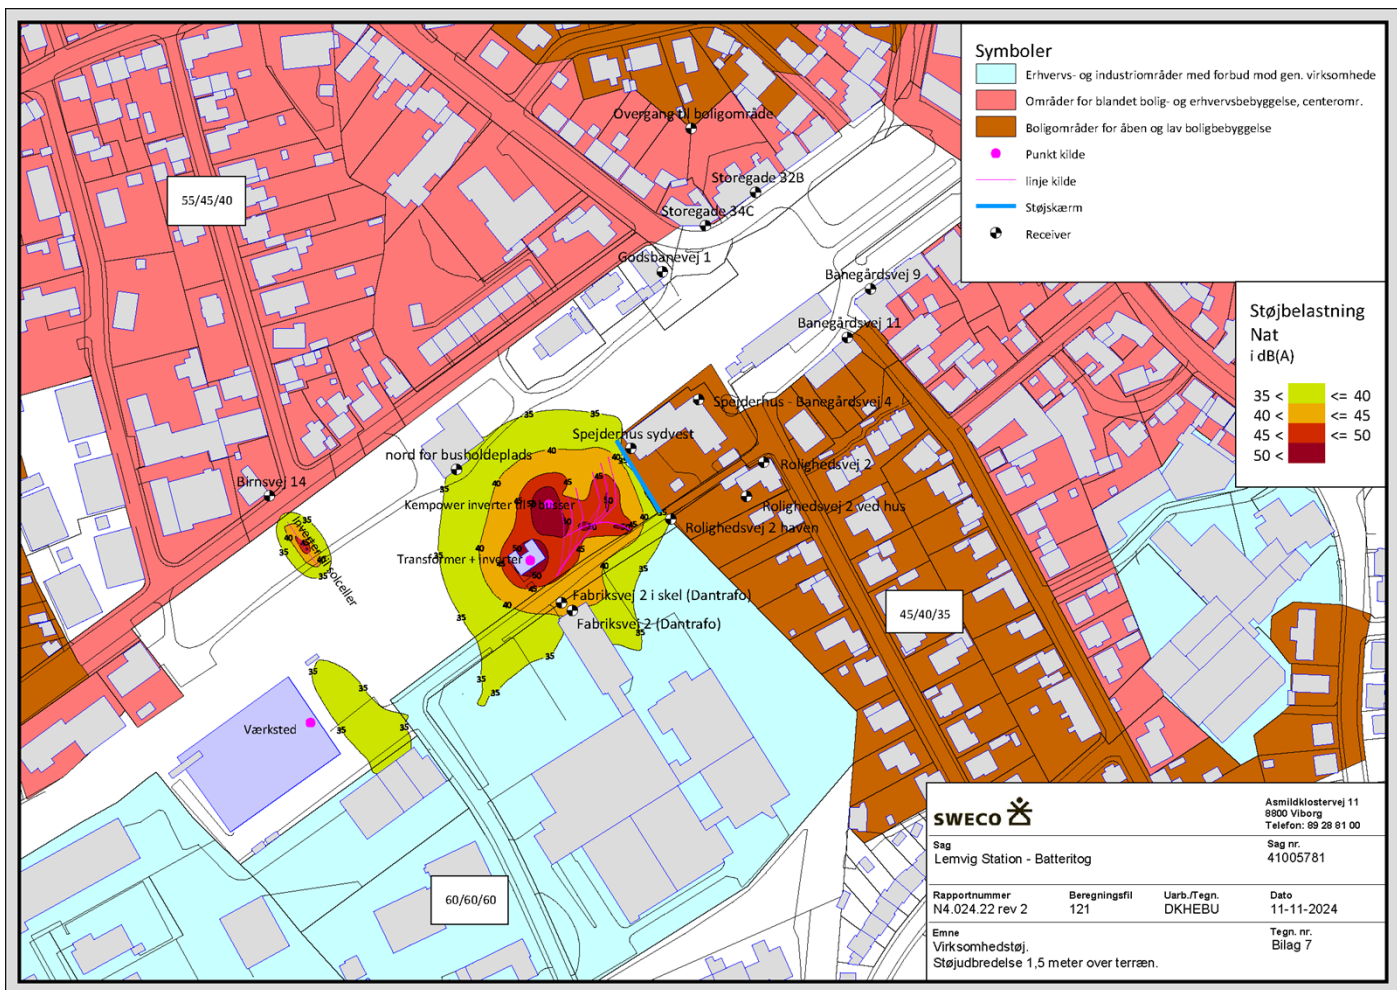 Symboler
Erhvervs- og industriområder med forbud mod gen. virksomhede
Områder for blandet bolig- og erhvervsbebyggelse, centeromr.
Boligområder for åben og lav boligbebyggelse
Punkt kilde
linje kilde
Støjskærm
Receiver
Støjbelastning
Nat
i dB(A)
35 < <= 40
40 < <= 45
45 < <= 50
50 <
Overgang til boligområde
Storegade 32B
55/45/40
Storegade 34C
Godsbanevej 1
Banegårdsvej 9
Banegårdsvej 11
Spejderhus - Banegårdsvej 4
Spejderhus sydvest
nord for busholdeplads
Rolighedsvej 2
Birnsvej 14
Rolighedsvej 2 ved hus
Rolighedsvej 2 haven
Transformer + inverter
Fabriksvej 2 i skel (Dantrafo)
Fabriksvej 2 (Dantrafo)
45/40/35
Værksted
60/60/60
SWECO
Asmildklostervej 11
8800 Viborg
Telefon: 89 28 81 00
Sag
Lemvig Station - Batteritog
Sag nr.
41005781
Rapportnummer
N4.024.22 rev 2
Beregningsfil
121
Uarb./Tegn.
DKHEBU
Dato
11-11-2024
Emne
Virksomhedstøj.
Støjudbredelse 1,5 meter over terræn.
Tegn. nr.
Bilag 7